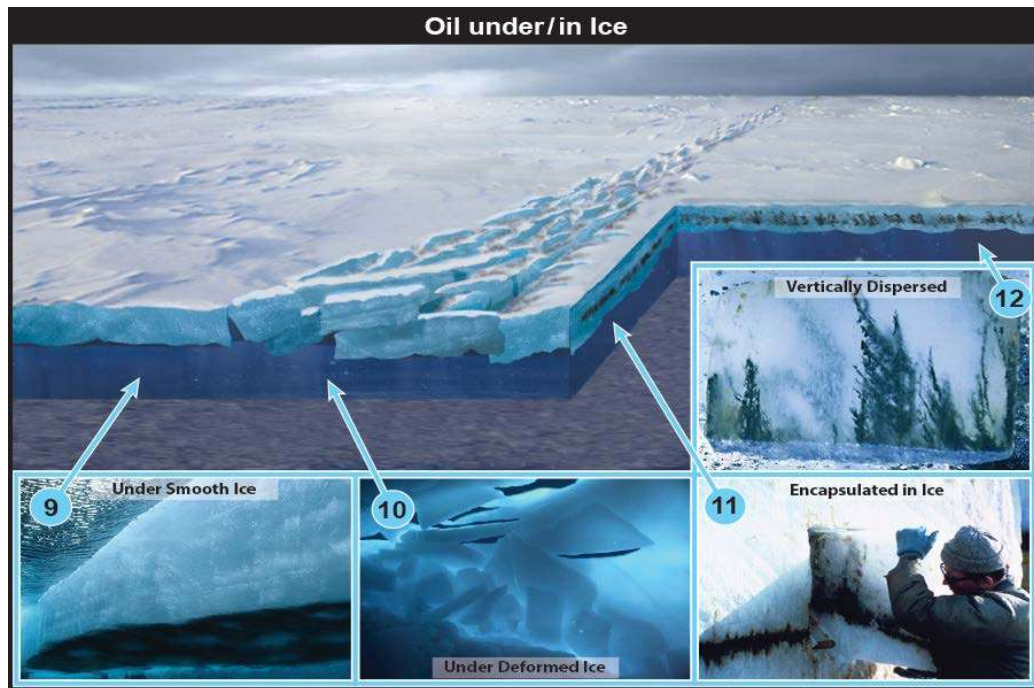 Oil under/in Ice
12
Vertically Dispersed
9
Under Smooth Ice
10
11
Encapsulated in Ice
Under Deformed Ice